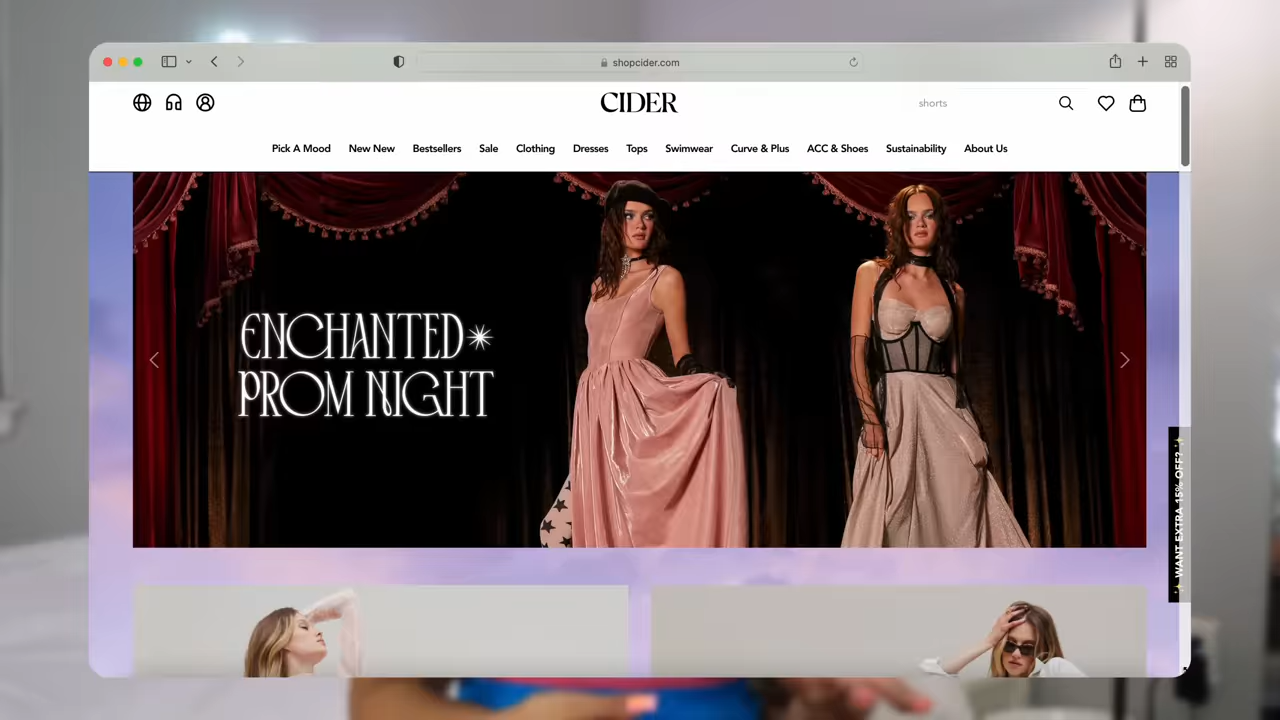 shopcider.com
CIDER
shorts
Pick A Mood New New Bestsellers Sale Clothing Dresses Tops Swimwear Curve & Plus ACC & Shoes Sustainability About Us
ENCHANTED
PROM NIGHT
WANT EXTRA 15% OFF?